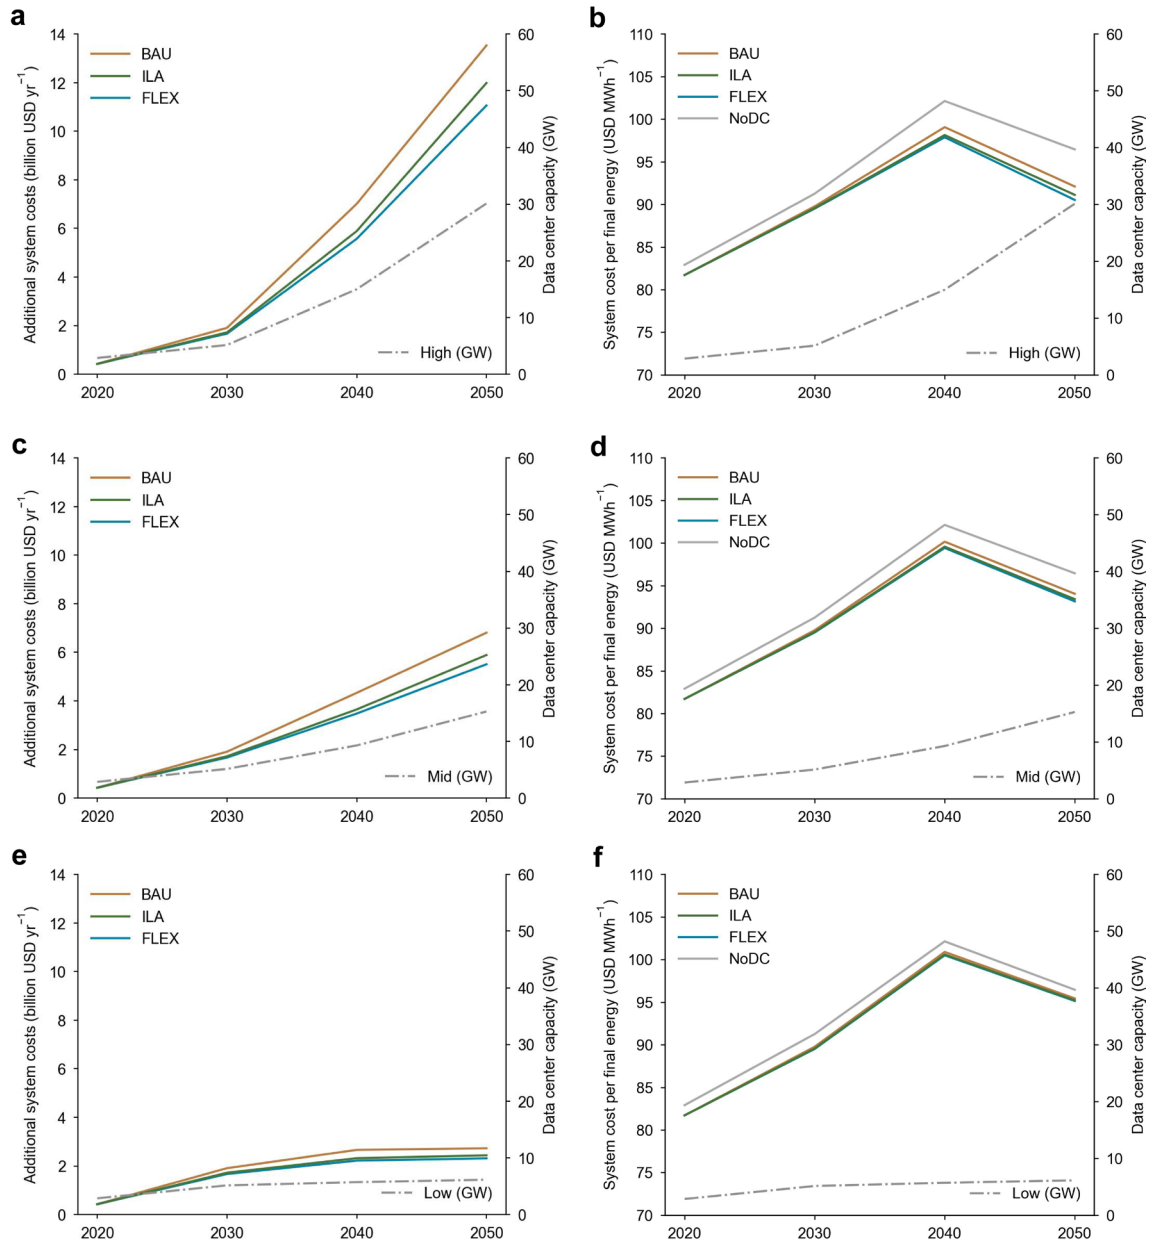 a
14
12
10
8
6
4
2
0
Additional system costs (billion USD yr⁻¹)
BAU
ILA
FLEX
High (GW)
60
50
40
30
20
10
0
Data center capacity (GW)
2020 2030 2040 2050
b
110
105
100
95
90
85
80
75
70
System cost per final energy (USD MWh⁻¹)
BAU
ILA
FLEX
NoDC
High (GW)
60
50
40
30
20
10
0
Data center capacity (GW)
2020 2030 2040 2050
c
14
12
10
8
6
4
2
0
Additional system costs (billion USD yr⁻¹)
BAU
ILA
FLEX
Mid (GW)
60
50
40
30
20
10
0
Data center capacity (GW)
2020 2030 2040 2050
d
110
105
100
95
90
85
80
75
70
System cost per final energy (USD MWh⁻¹)
BAU
ILA
FLEX
NoDC
Mid (GW)
60
50
40
30
20
10
0
Data center capacity (GW)
2020 2030 2040 2050
e
14
12
10
8
6
4
2
0
Additional system costs (billion USD yr⁻¹)
BAU
ILA
FLEX
Low (GW)
60
50
40
30
20
10
0
Data center capacity (GW)
2020 2030 2040 2050
f
110
105
100
95
90
85
80
75
70
System cost per final energy (USD MWh⁻¹)
BAU
ILA
FLEX
NoDC
Low (GW)
60
50
40
30
20
10
0
Data center capacity (GW)
2020 2030 2040 2050